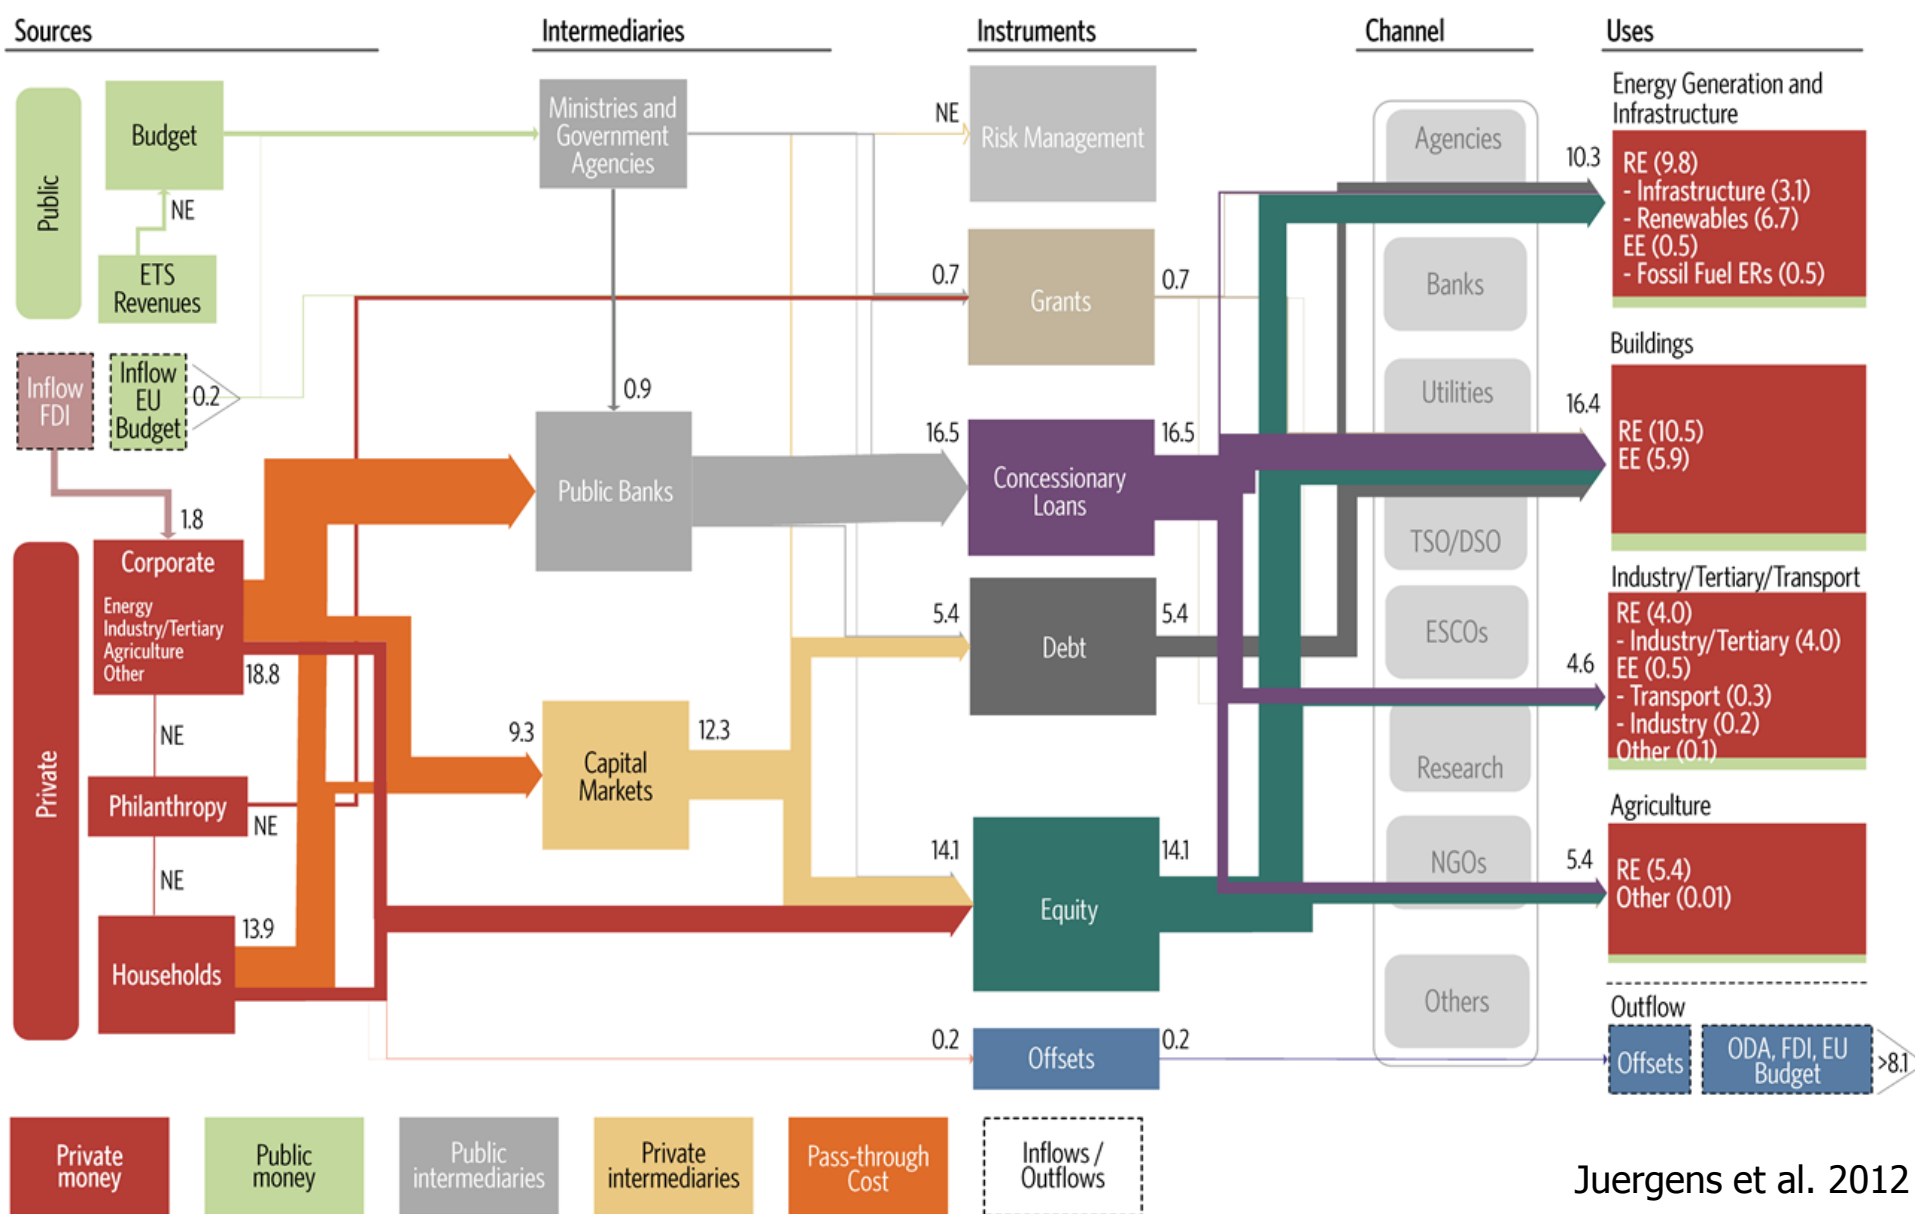 Sources
Intermediaries
Instruments
Channel
Uses
Public
Budget
NE
ETS
Revenues
Inflow
FDI
Inflow
EU
Budget
0.2
1.8
Private
Corporate
Energy
Industry/Tertiary
Agriculture
Other
18.8
NE
Philanthropy
NE
NE
Households
13.9
Ministries and
Government
Agencies
0.9
Public Banks
9.3
Capital
Markets
12.3
NE
Risk Management
0.7
Grants
0.7
16.5
Concessionary
Loans
16.5
5.4
Debt
5.4
14.1
Equity
14.1
0.2
Offsets
0.2
Agencies
Banks
Utilities
TSO/DSO
ESCOs
Research
NGOs
Others
Energy Generation and
Infrastructure
10.3
RE (9.8)
- Infrastructure (3.1)
- Renewables (6.7)
EE (0.5)
- Fossil Fuel ERs (0.5)
Buildings
16.4
RE (10.5)
EE (5.9)
Industry/Tertiary/Transport
4.6
RE (4.0)
- Industry/Tertiary (4.0)
EE (0.5)
- Transport (0.3)
- Industry (0.2)
Other (0.1)
Agriculture
5.4
RE (5.4)
Other (0.01)
Outflow
Offsets
ODA, FDI, EU
Budget
>8.1
Private
money
Public
money
Public
intermediaries
Private
intermediaries
Pass-through
Cost
Inflows /
Outflows
Juergens et al. 2012